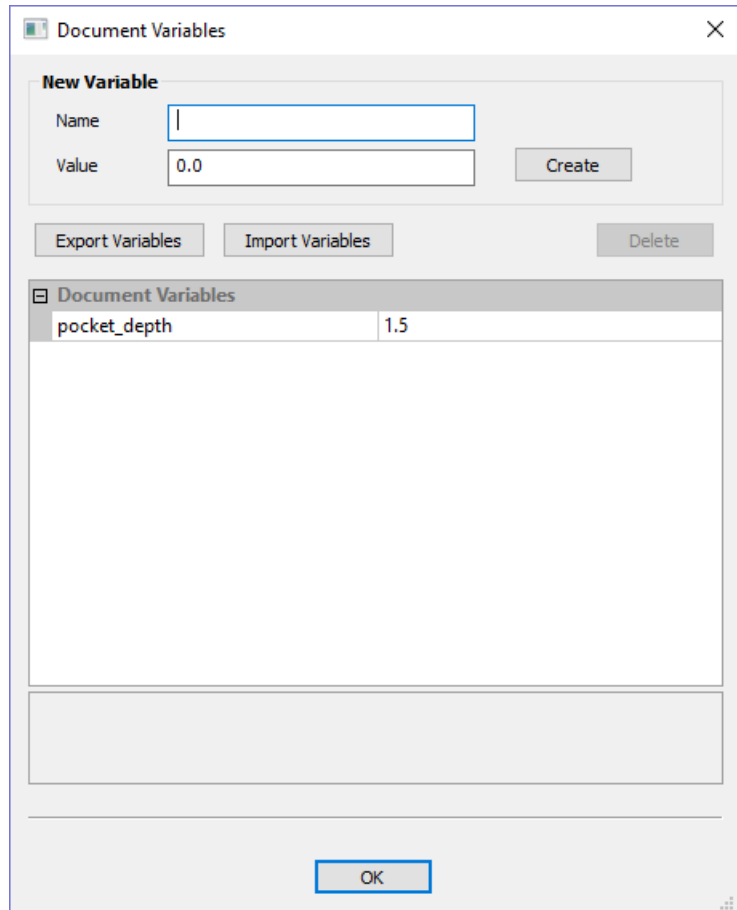 Document Variables
New Variable
Name
Value 0.0 Create
Export Variables Import Variables Delete
Document Variables
pocket_depth 1.5
OK